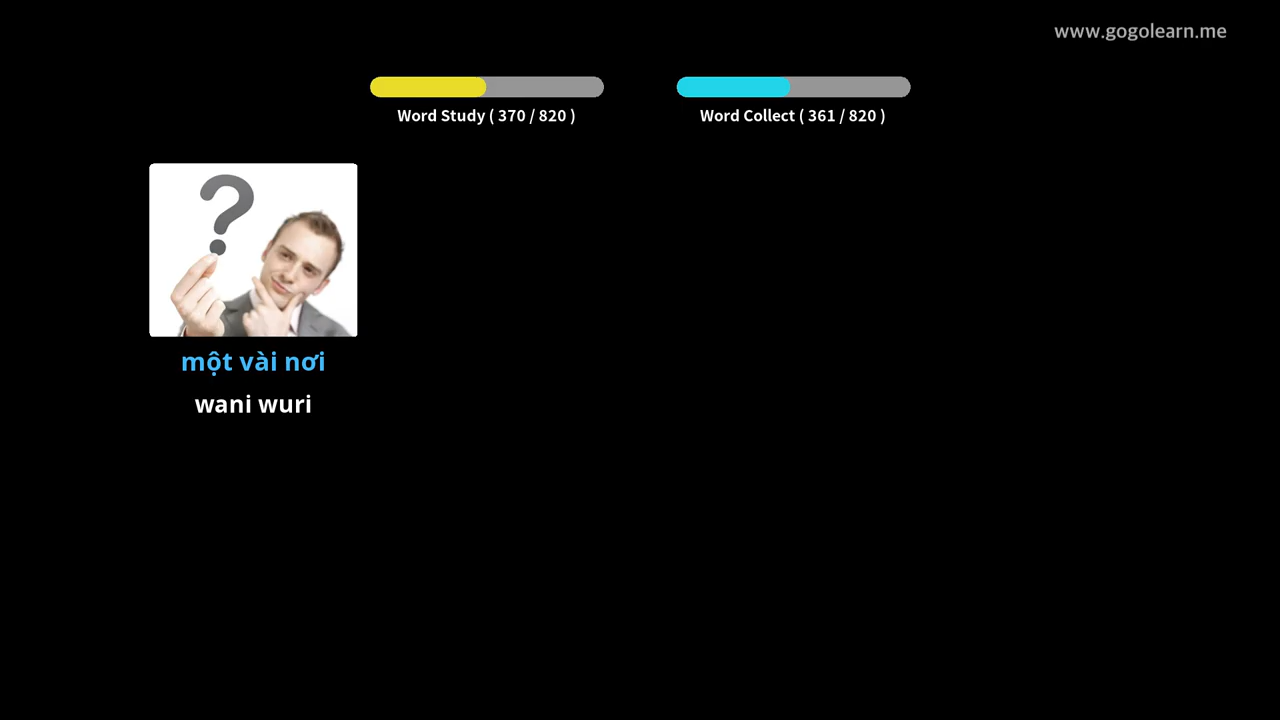 www.gogolearn.me
Word Study ( 370 / 820 )
Word Collect ( 361 / 820 )
một vài nơi
wani wuri